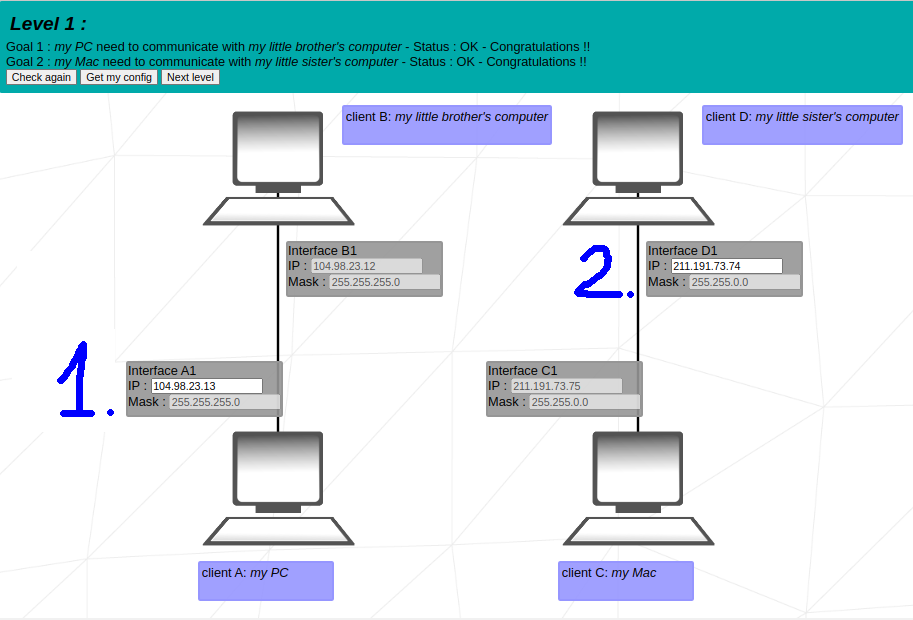 Level 1 :
Goal 1 : my PC need to communicate with my little brother's computer - Status : OK - Congratulations !!
Goal 2 : my Mac need to communicate with my little sister's computer - Status : OK - Congratulations !!
Check again Get my config Next level
client B: my little brother's computer
client D: my little sister's computer
Interface B1
IP : 104.98.23.12
Mask : 255.255.255.0
2.
Interface D1
IP : 211.191.73.74
Mask : 255.255.0.0
1.
Interface A1
IP : 104.98.23.13
Mask : 255.255.255.0
Interface C1
IP : 211.191.73.75
Mask : 255.255.0.0
client A: my PC
client C: my Mac